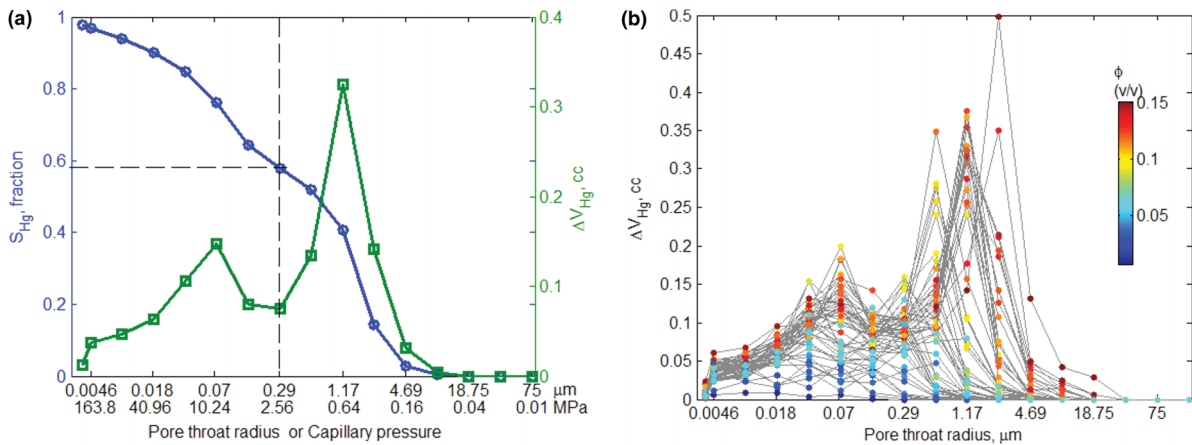 (a)
1
0.8
0.6
0.4
0.2
0
S_Hg, fraction
0.4
0.3
0.2
0.1
0
ΔV_Hg, cc
0.0046 0.018 0.07 0.29 1.17 4.69 18.75 75 μm
163.8 40.96 10.24 2.56 0.64 0.16 0.04 0.01 MPa
Pore throat radius or Capillary pressure
(b)
0.5
0.45
0.4
0.35
0.3
0.25
0.2
0.15
0.1
0.05
0
ΔV_Hg, cc
0.0046 0.018 0.07 0.29 1.17 4.69 18.75 75
Pore throat radius, μm
ϕ
(v/v)
0.15
0.1
0.05